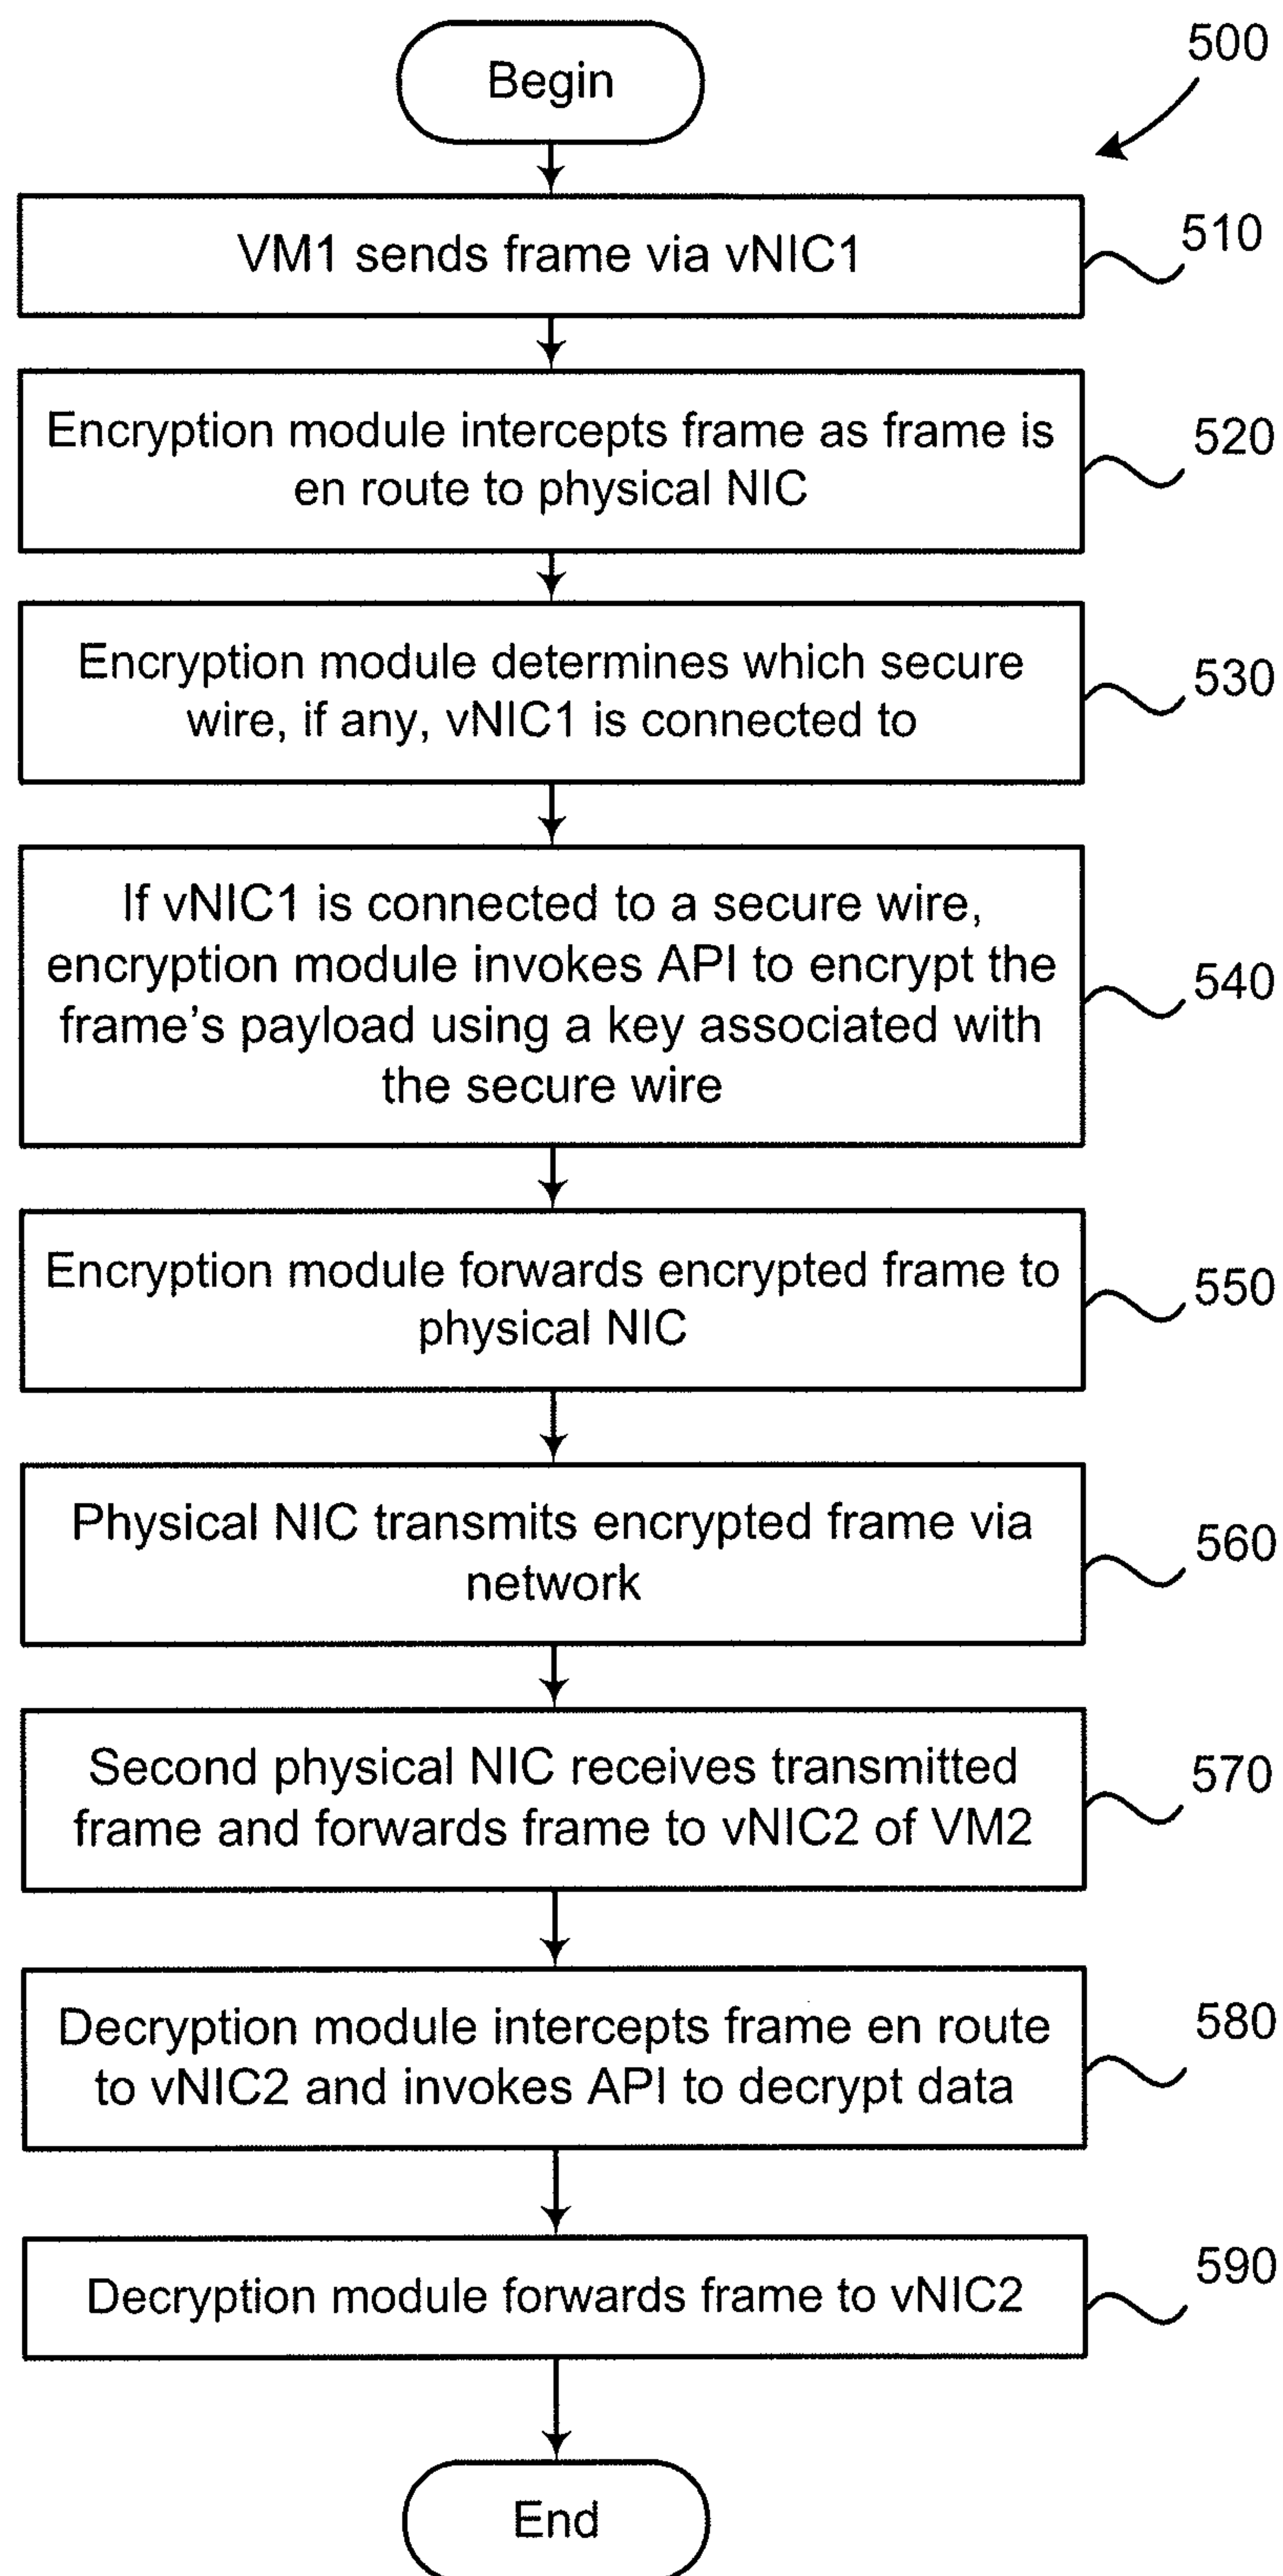 Begin
500
VM1 sends frame via vNIC1
510
Encryption module intercepts frame as frame is
en route to physical NIC
520
Encryption module determines which secure
wire, if any, vNIC1 is connected to
530
If vNIC1 is connected to a secure wire,
encryption module invokes API to encrypt the
frame's payload using a key associated with
the secure wire
540
Encryption module forwards encrypted frame to
physical NIC
550
Physical NIC transmits encrypted frame via
network
560
Second physical NIC receives transmitted
frame and forwards frame to vNIC2 of VM2
570
Decryption module intercepts frame en route
to vNIC2 and invokes API to decrypt data
580
Decryption module forwards frame to vNIC2
590
End